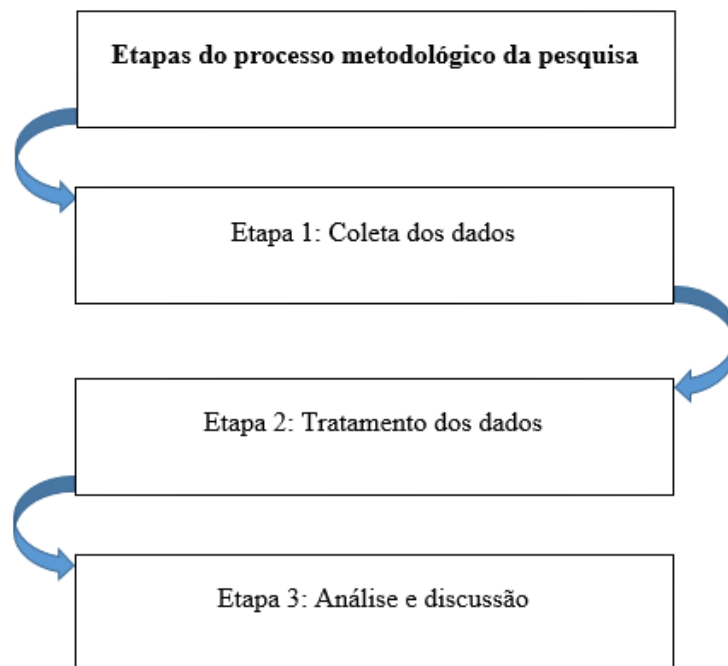 Etapas do processo metodológico da pesquisa
Etapa 1: Coleta dos dados
Etapa 2: Tratamento dos dados
Etapa 3: Análise e discussão